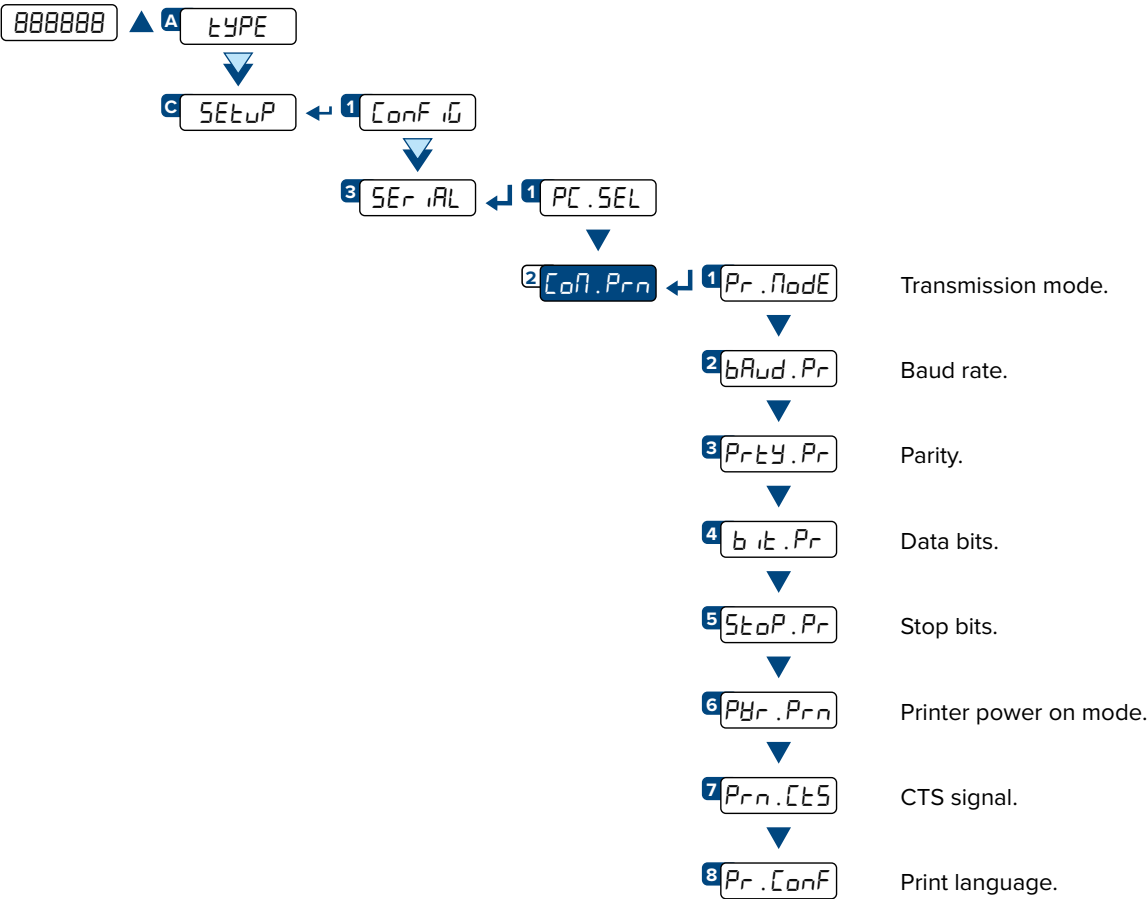 888888 A tYPE
C SEtuP 1 ConFiG
3 SEriAL 1 PC.SEL
2 CoM.Prn 1 Pr.ModE Transmission mode.
2 bAud.Pr Baud rate.
3 PrtY.Pr Parity.
4 bit.Pr Data bits.
5 StoP.Pr Stop bits.
6 PWr.Prn Printer power on mode.
7 Prn.CtS CTS signal.
8 Pr.ConF Print language.